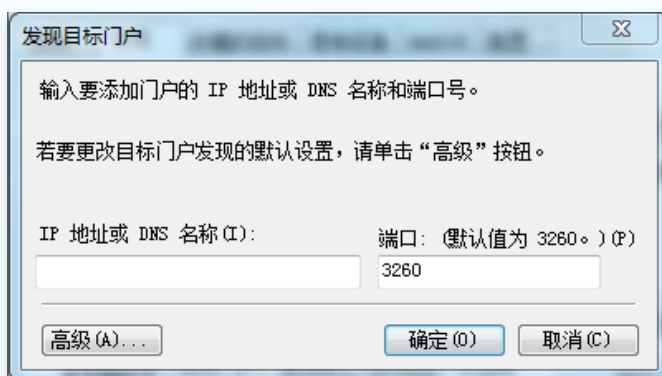 发现目标门户
输入要添加门户的 IP 地址或 DNS 名称和端口号。
若要更改目标门户发现的默认设置，请单击“高级”按钮。
IP 地址或 DNS 名称(I):
端口: (默认值为 3260。)(P)
3260
高级(A)...
确定(O)
取消(C)